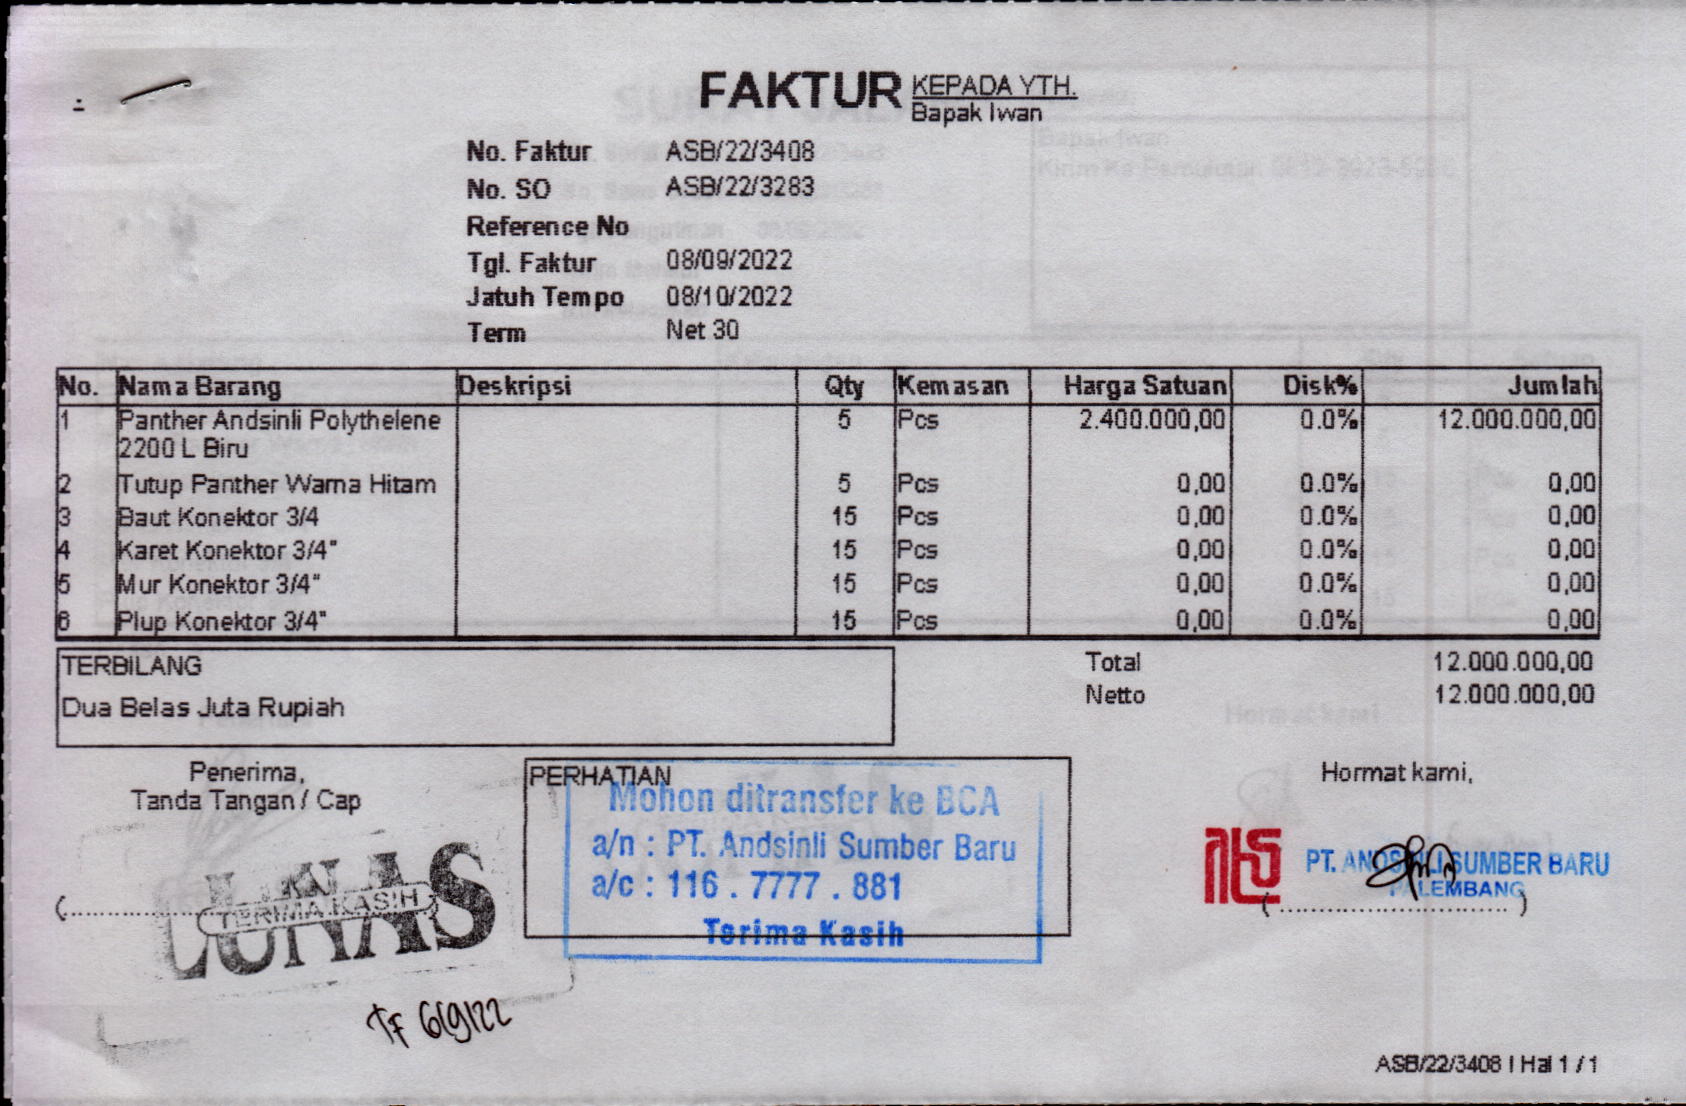 FAKTUR KEPADA YTH.
Bapak Iwan
No. Faktur ASB/22/3408
No. SO ASB/22/3283
Reference No
Tgl. Faktur 08/09/2022
Jatuh Tempo 08/10/2022
Term Net 30
No. Nama Barang Deskripsi Qty Kemasan Harga Satuan Disk% Jumlah
1 Panther Andsinli Polythelene 5 Pcs 2.400.000,00 0.0% 12.000.000,00
2200 L Biru
2 Tutup Panther Warna Hitam 5 Pcs 0,00 0.0% 0,00
3 Baut Konektor 3/4 15 Pcs 0,00 0.0% 0,00
4 Karet Konektor 3/4" 15 Pcs 0,00 0.0% 0,00
5 Mur Konektor 3/4" 15 Pcs 0,00 0.0% 0,00
6 Plup Konektor 3/4" 15 Pcs 0,00 0.0% 0,00
TERBILANG
Dua Belas Juta Rupiah
Total 12.000.000,00
Netto 12.000.000,00
Penerima,
Tanda Tangan / Cap
LUNAS
TERIMA KASIH
TF 6/9/22
PERHATIAN
Mohon ditransfer ke BCA
a/n : PT. Andsinli Sumber Baru
a/c : 116 . 7777 . 881
Terima Kasih
Hormat kami,
PT. ANDSINLI SUMBER BARU
PALEMBANG
ASB/22/3408 | Hal 1 / 1